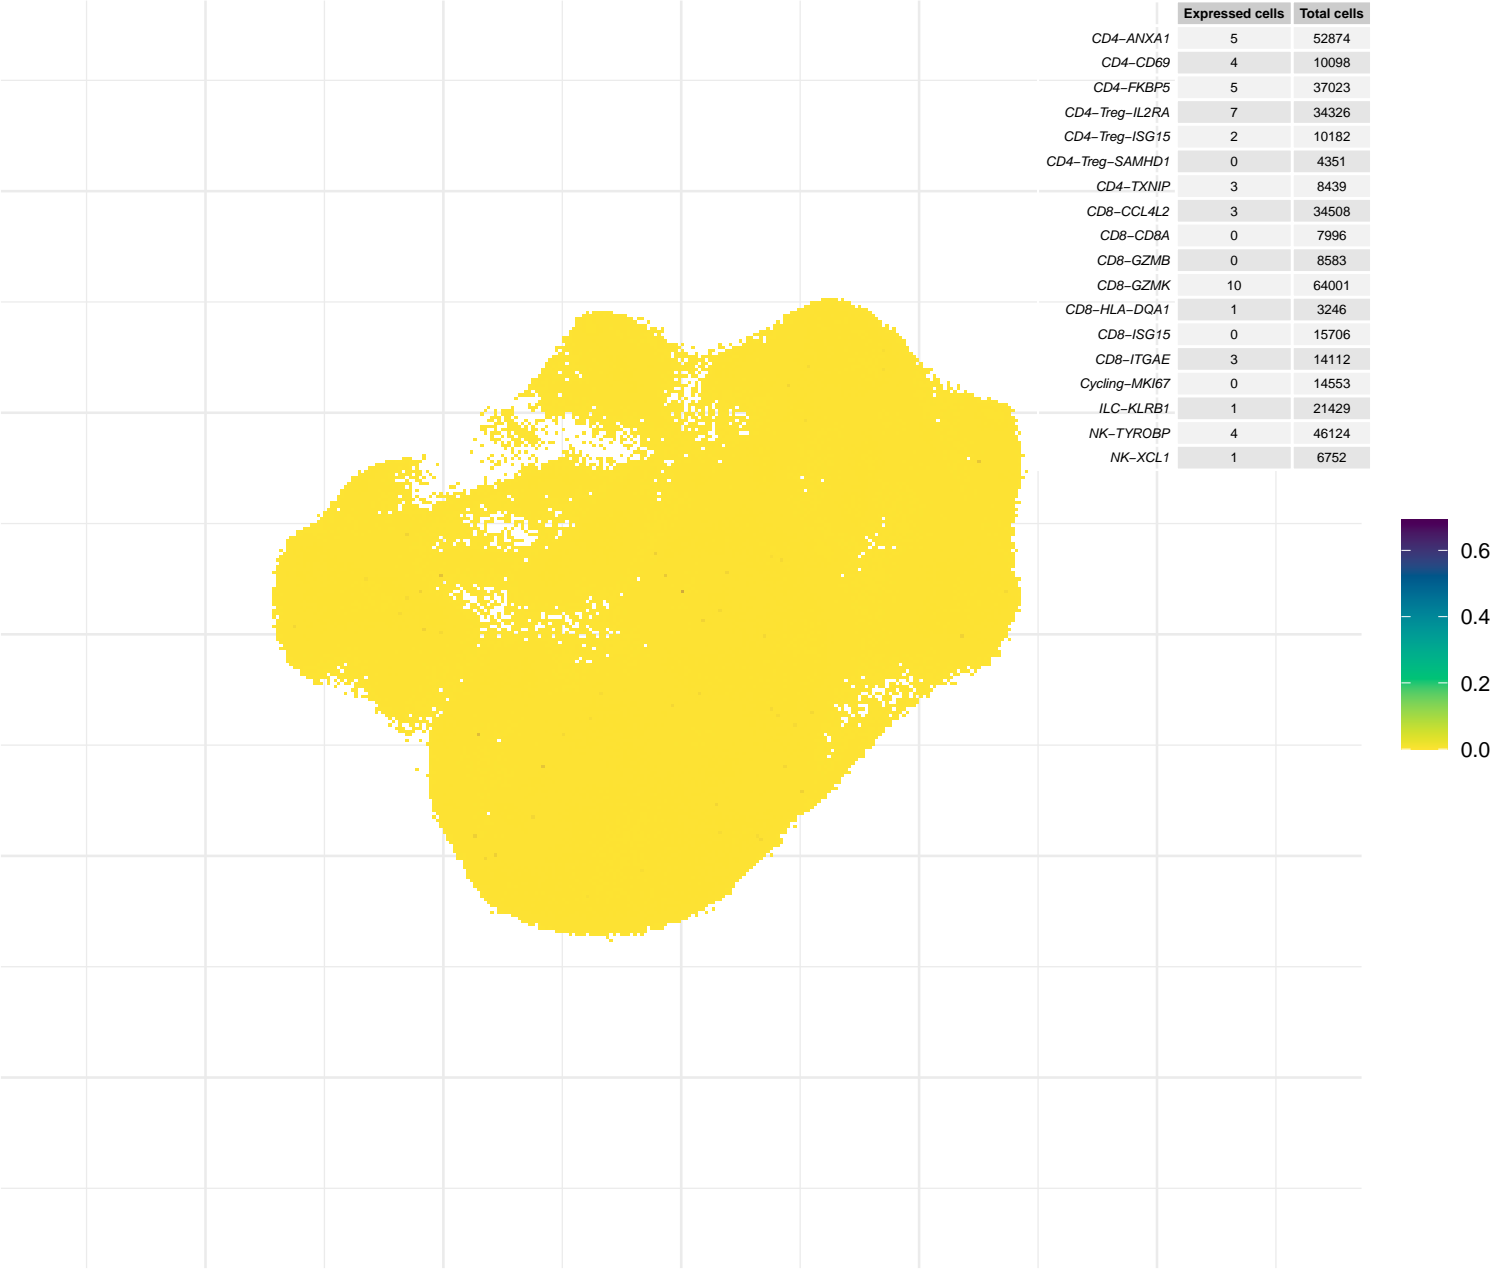 Expressed cells Total cells
CD4−ANXA1 5 52874
CD4−CD69 4 10098
CD4−FKBP5 5 37023
CD4−Treg−IL2RA 7 34326
CD4−Treg−ISG15 2 10182
CD4−Treg−SAMHD1 0 4351
CD4−TXNIP 3 8439
CD8−CCL4L2 3 34508
CD8−CD8A 0 7996
CD8−GZMB 0 8583
CD8−GZMK 10 64001
CD8−HLA−DQA1 1 3246
CD8−ISG15 0 15706
CD8−ITGAE 3 14112
Cycling−MKI67 0 14553
ILC−KLRB1 1 21429
NK−TYROBP 4 46124
NK−XCL1 1 6752
0.6
0.4
0.2
0.0